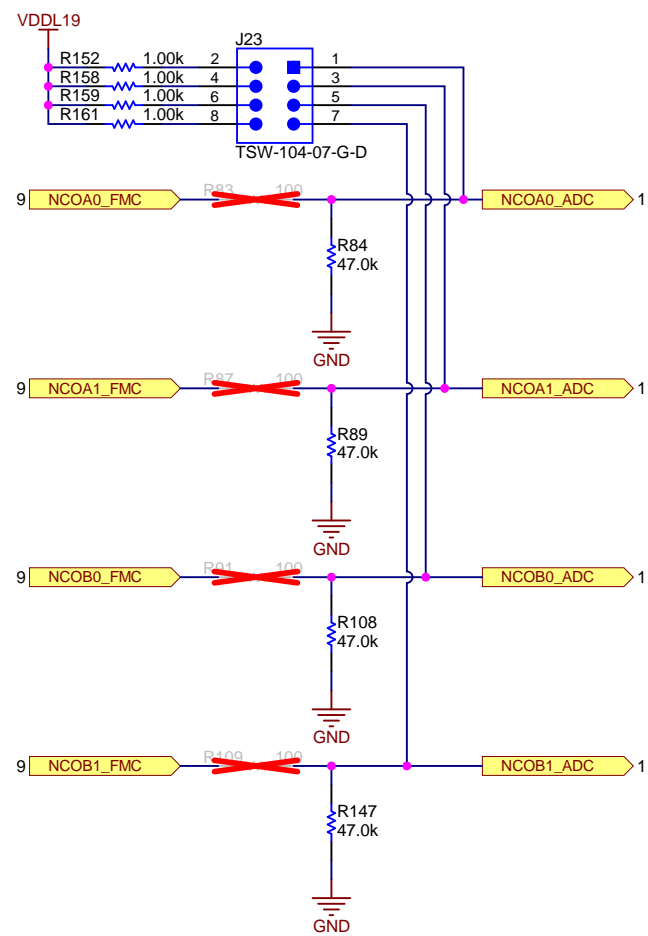 VDDL19
J23
R152 1.00k 2 1
R158 1.00k 4 3
R159 1.00k 6 5
R161 1.00k 8 7
TSW-104-07-G-D
9 NCOA0_FMC R83 100 NCOA0_ADC 1
R84
47.0k
GND
9 NCOA1_FMC R87 100 NCOA1_ADC 1
R89
47.0k
GND
9 NCOB0_FMC R91 100 NCOB0_ADC 1
R108
47.0k
GND
9 NCOB1_FMC R109 100 NCOB1_ADC 1
R147
47.0k
GND